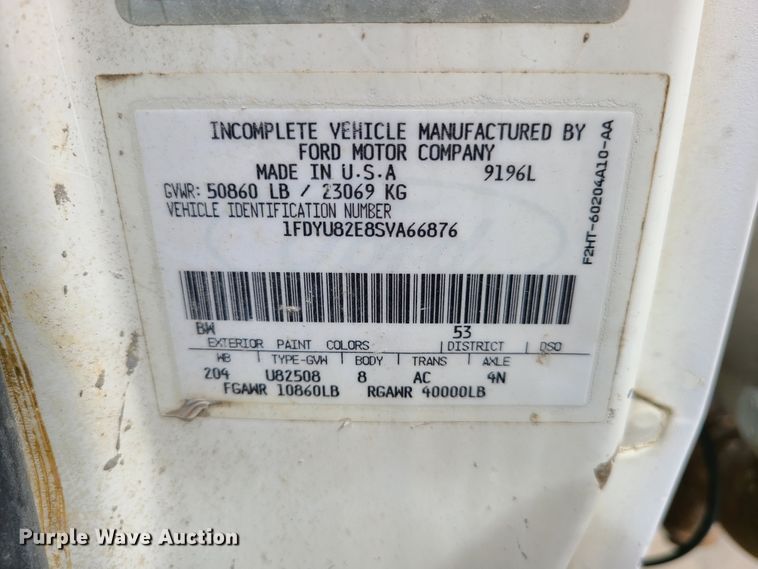 INCOMPLETE VEHICLE MANUFACTURED BY
FORD MOTOR COMPANY
MADE IN U.S.A 9196L
GVWR: 50860 LB / 23069 KG
VEHICLE IDENTIFICATION NUMBER
1FDYU82E8SVA66876
F2HT-60204A10-AA
BW 53
EXTERIOR PAINT COLORS DISTRICT DSO
WB TYPE-GVW BODY TRANS AXLE
204 U82508 8 AC 4N
FGAWR 10860LB RGAWR 40000LB
Purple Wave Auction